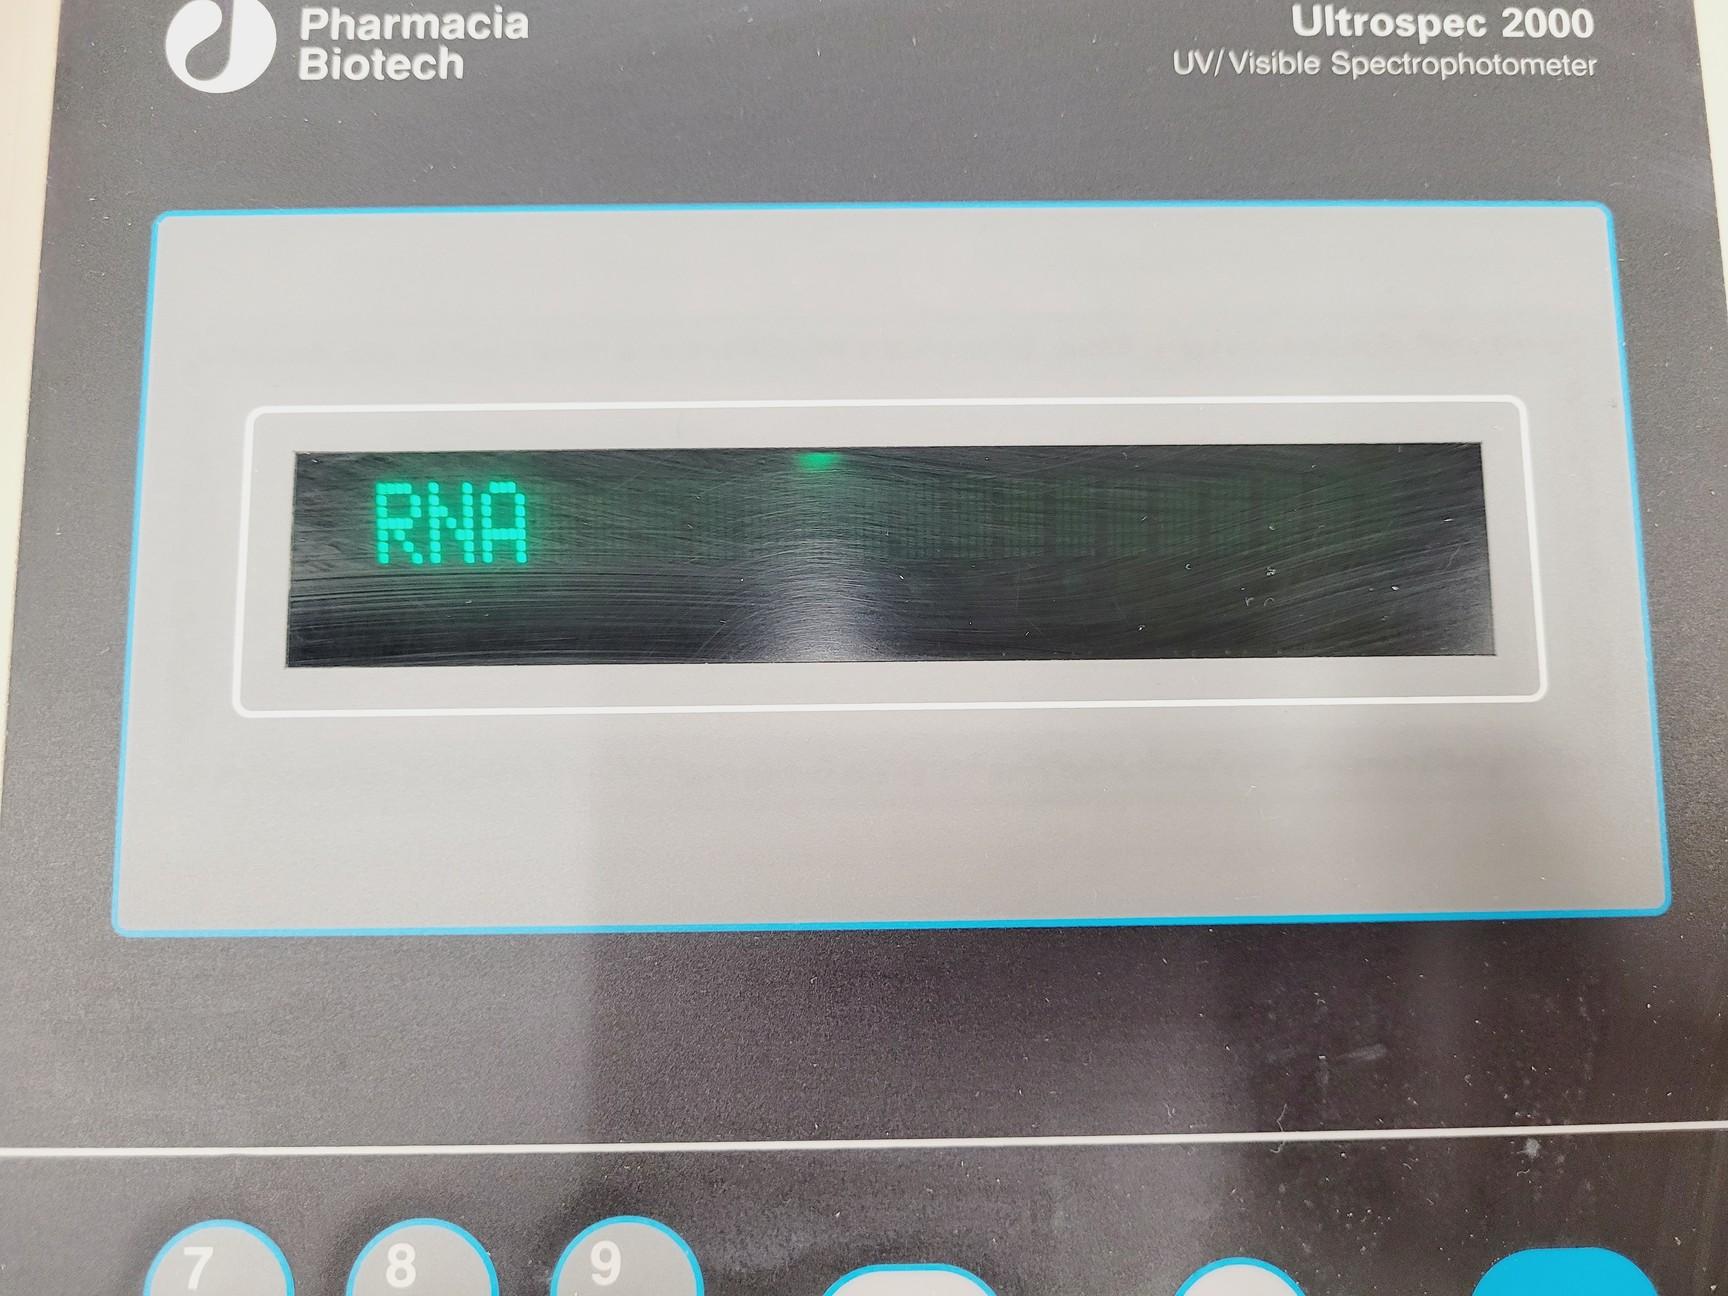 Pharmacia
Biotech
Ultrospec 2000
UV/Visible Spectrophotometer
RNA
7
8
9